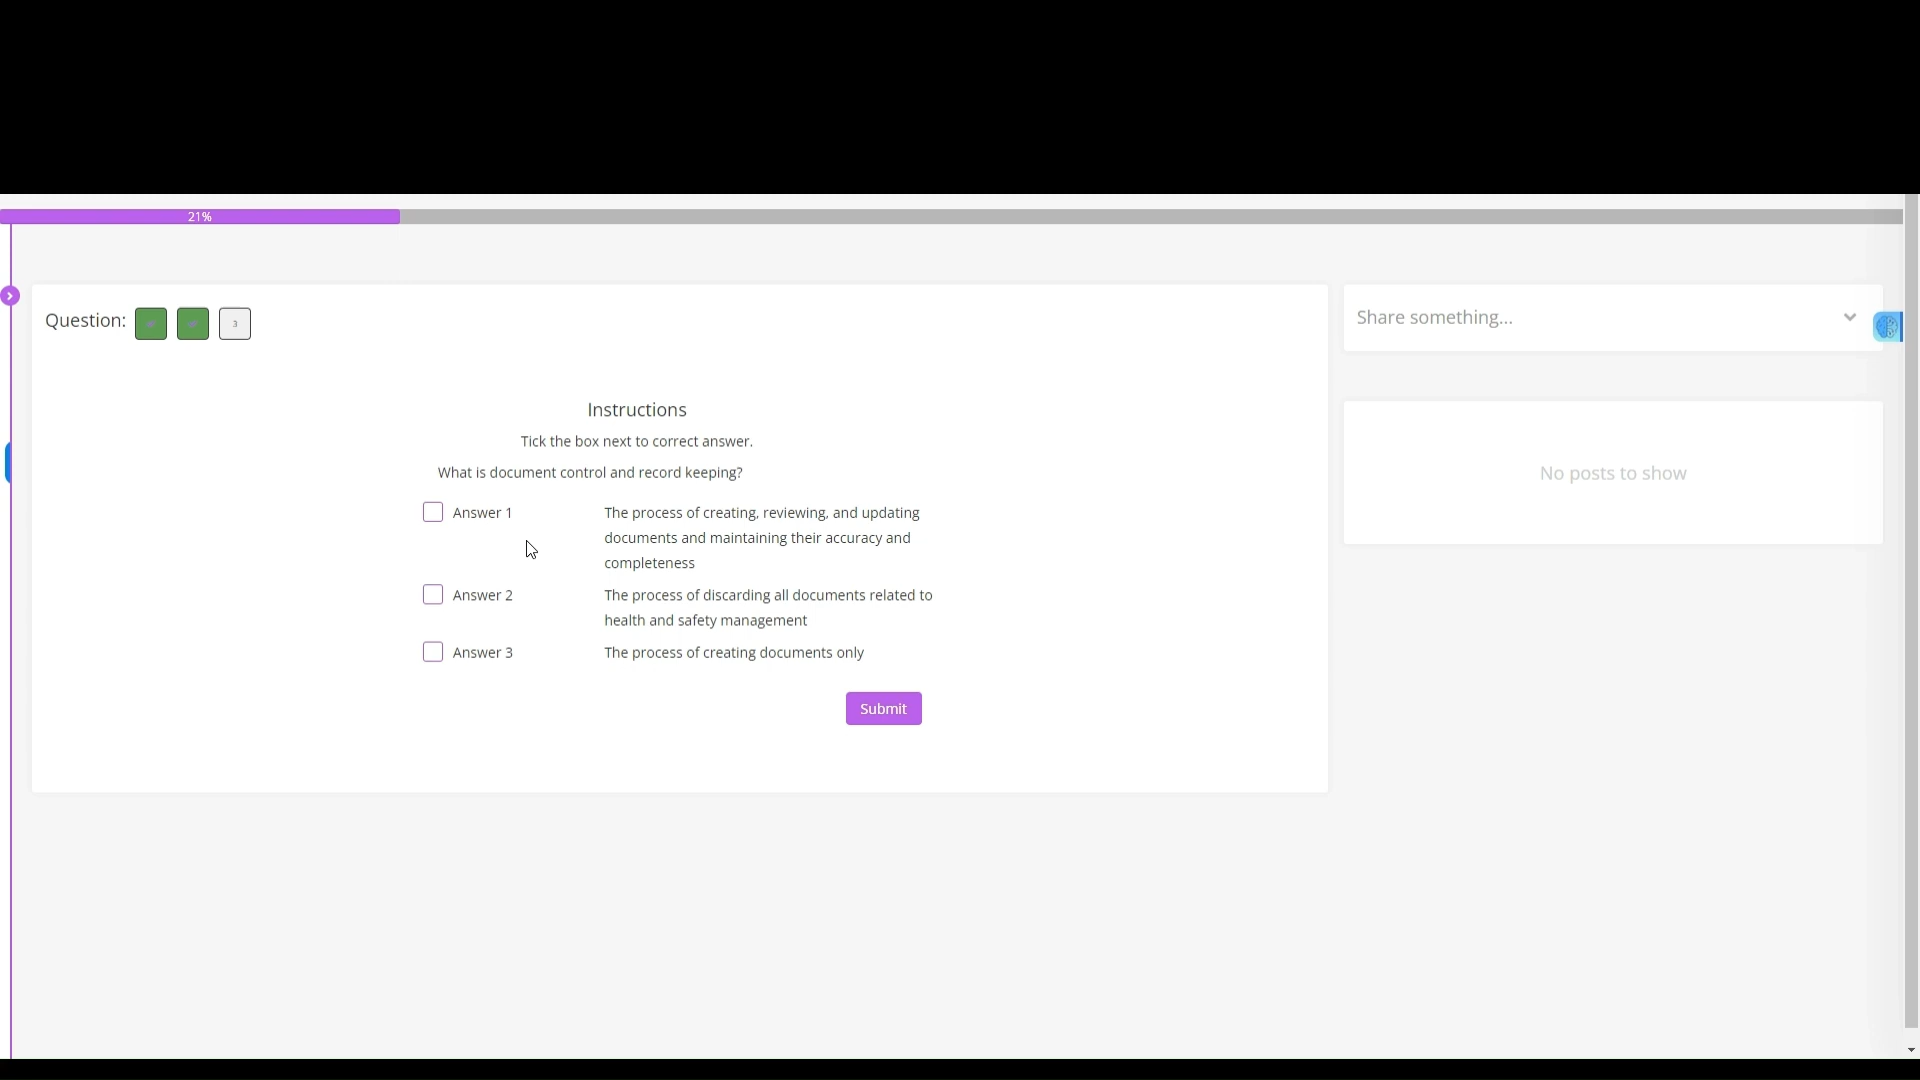 21%
Question: 3
Share something...
Instructions
Tick the box next to correct answer.
What is document control and record keeping?
No posts to show
Answer 1 The process of creating, reviewing, and updating
documents and maintaining their accuracy and
completeness
Answer 2 The process of discarding all documents related to
health and safety management
Answer 3 The process of creating documents only
Submit